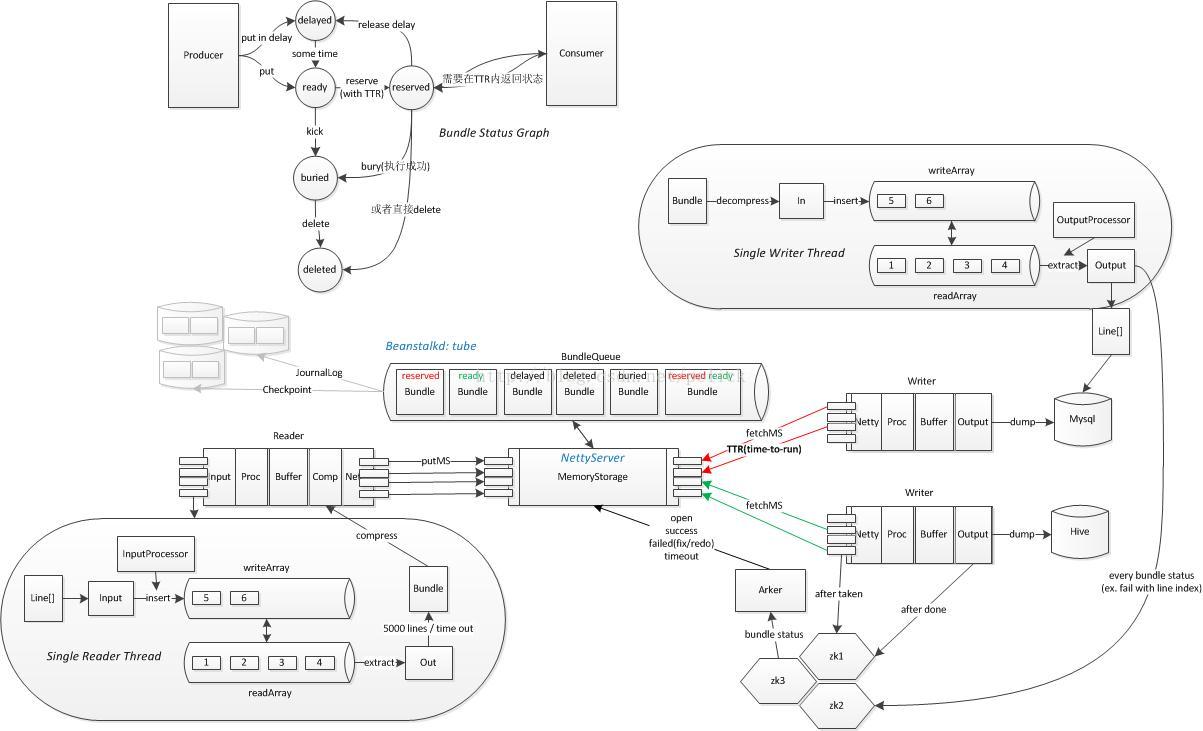 delayed
put in delay
release delay
Producer
some time
Consumer
put
ready
reserve
(with TTR)
reserved
需要在TTR内返回状态
Bundle Status Graph
kick
bury(执行成功)
buried
或者直接delete
delete
deleted
writeArray
Bundle
decompress
In
insert
5
6
OutputProcessor
Single Writer Thread
1
2
3
4
extract
Output
readArray
Line[]
Beanstalkd: tube
BundleQueue
JournalLog
Checkpoint
reserved
Bundle
ready
Bundle
delayed
Bundle
deleted
Bundle
buried
Bundle
reserved ready
Bundle
Writer
Netty
Proc
Buffer
Output
dump
Mysql
fetchMS
TTR(time-to-run)
Reader
Input
Proc
Buffer
Comp
Net
putMS
NettyServer
MemoryStorage
fetchMS
Writer
Netty
Proc
Buffer
Output
dump
Hive
open
success
failed(fix/redo)
timeout
compress
InputProcessor
writeArray
Line[]
Input
insert
5
6
Bundle
5000 lines / time out
Single Reader Thread
1
2
3
4
extract
Out
readArray
Arker
after taken
after done
every bundle status
(ex. fail with line index)
bundle status
zk1
zk3
zk2